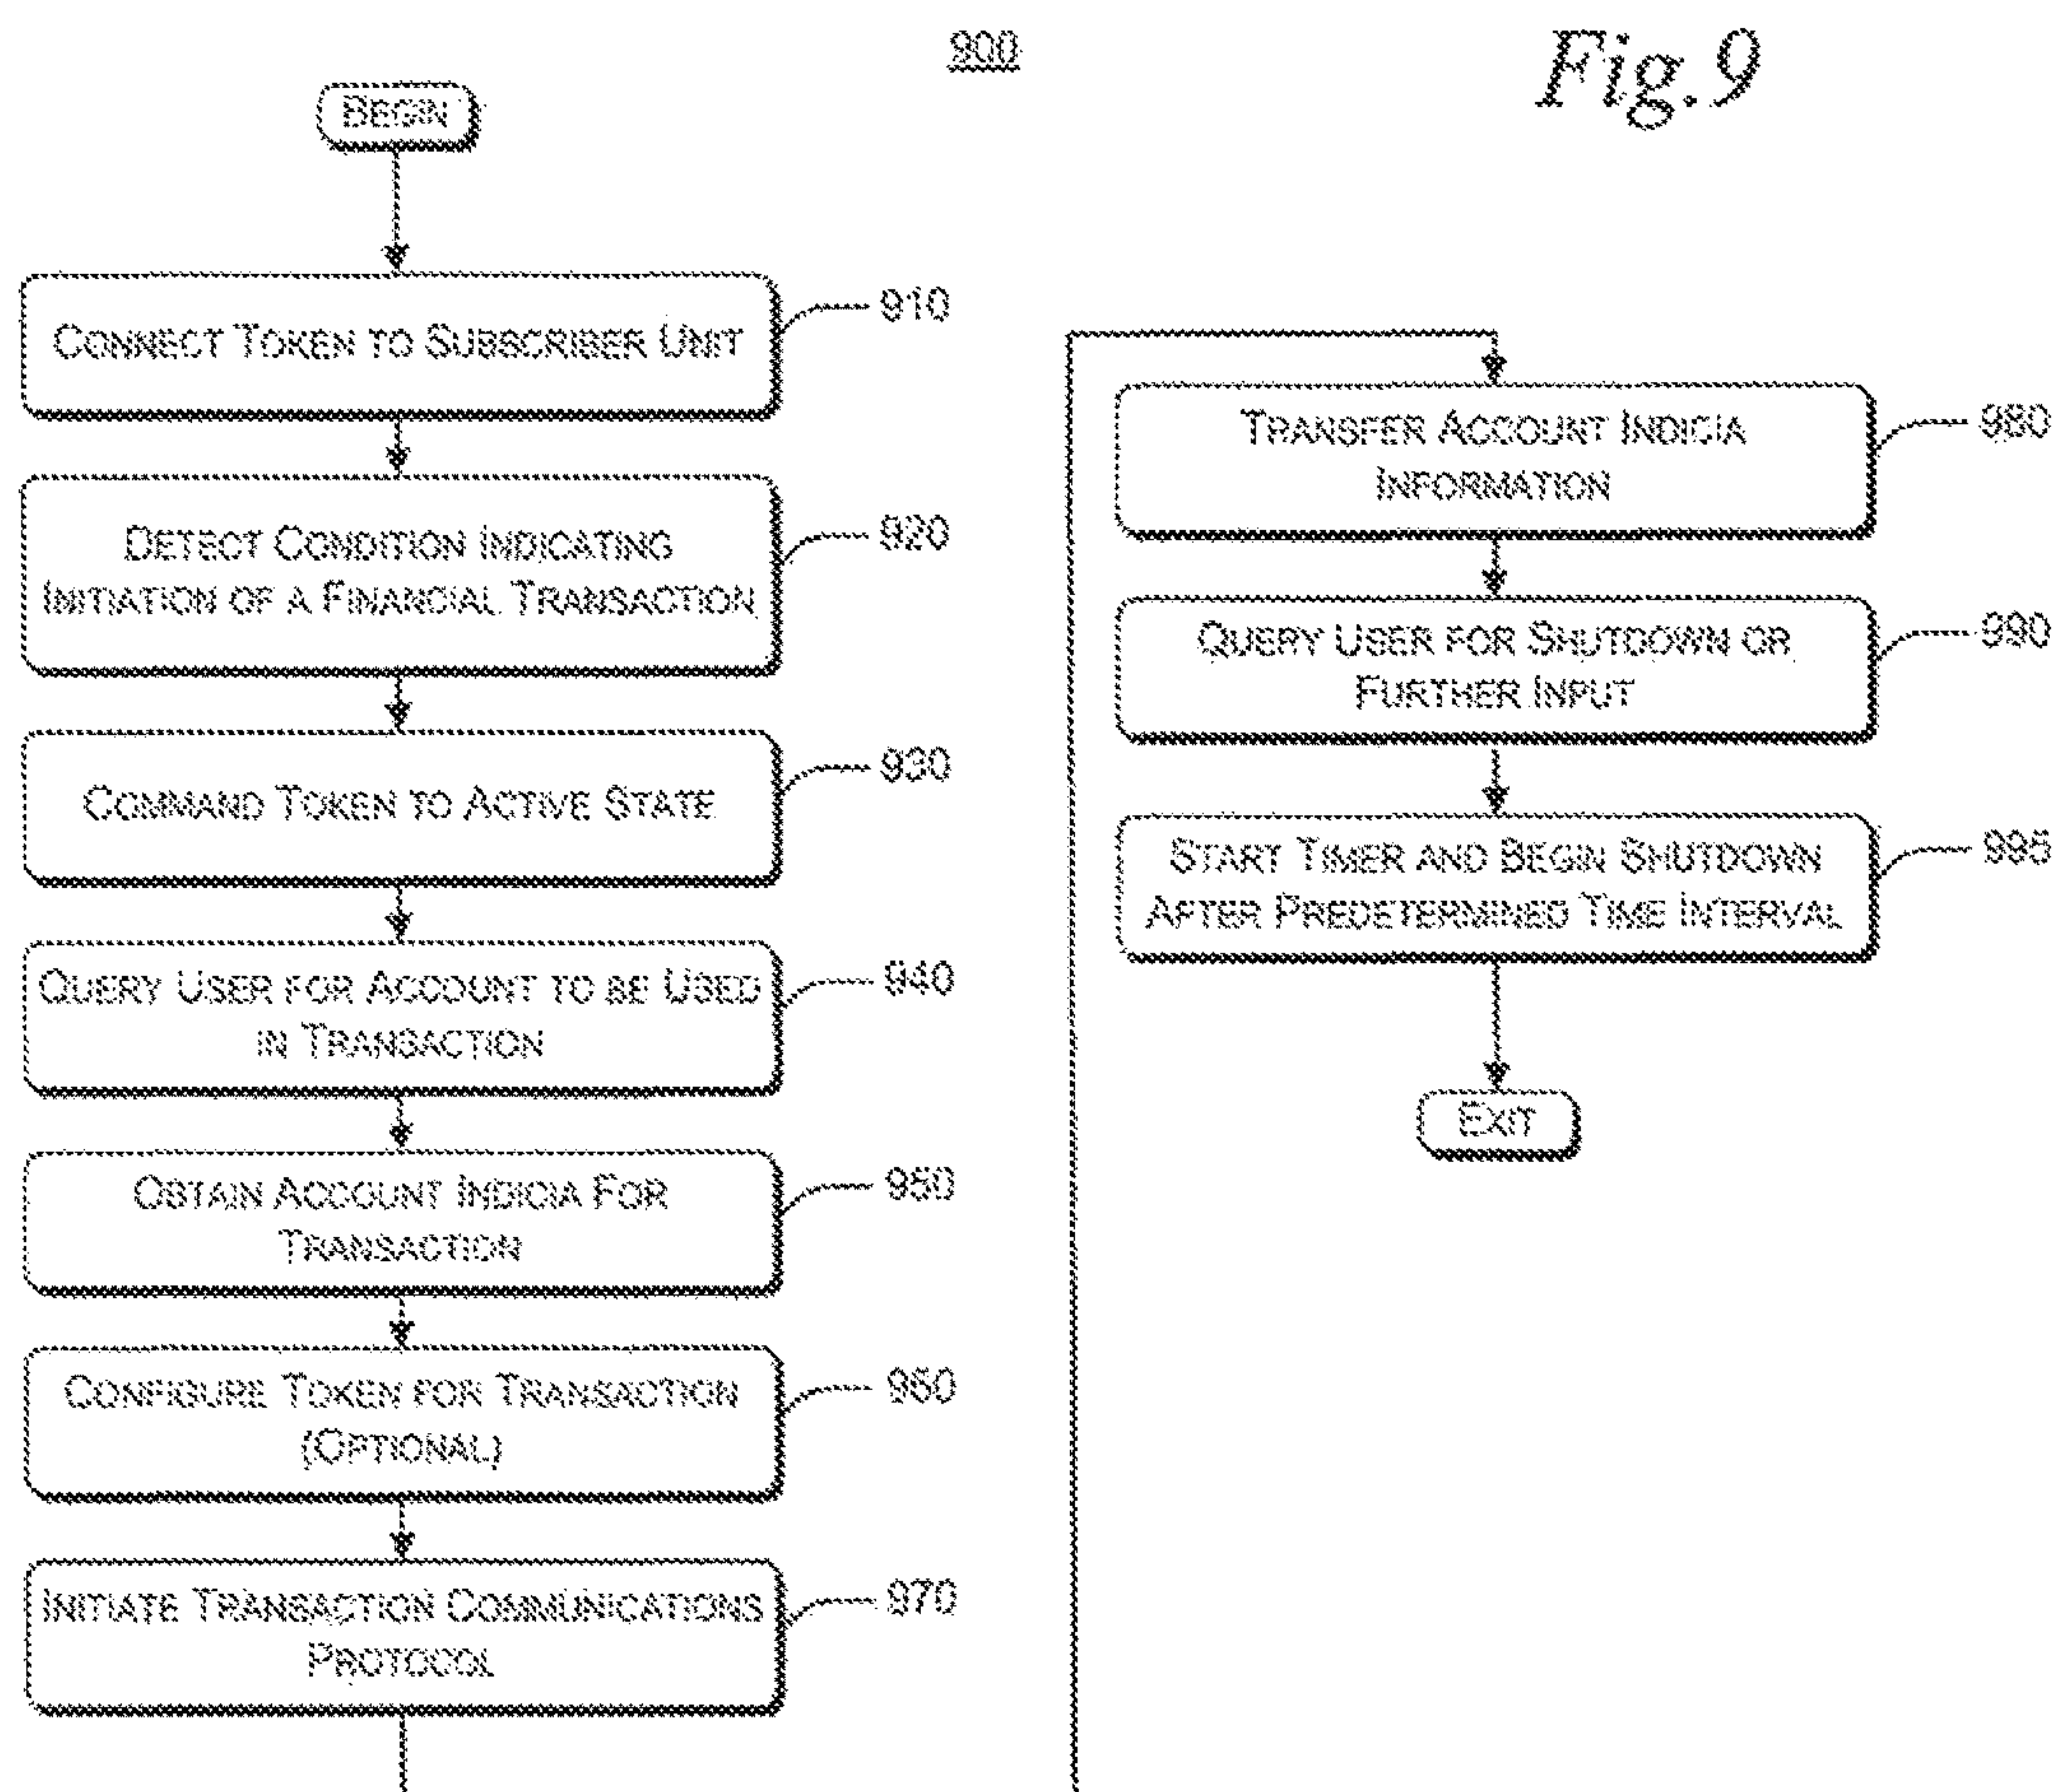 900
Fig.9
BEGIN
CONNECT TOKEN TO SUBSCRIBER UNIT
910
DETECT CONDITION INDICATING
INITIATION OF A FINANCIAL TRANSACTION
920
COMMAND TOKEN TO ACTIVE STATE
930
QUERY USER FOR ACCOUNT TO BE USED
IN TRANSACTION
940
OBTAIN ACCOUNT INDICIA FOR
TRANSACTION
950
CONFIGURE TOKEN FOR TRANSACTION
(OPTIONAL)
960
INITIATE TRANSACTION COMMUNICATIONS
PROTOCOL
970
TRANSFER ACCOUNT INDICIA
INFORMATION
980
QUERY USER FOR SHUTDOWN OR
FURTHER INPUT
990
START TIMER AND BEGIN SHUTDOWN
AFTER PREDETERMINED TIME INTERVAL
995
EXIT